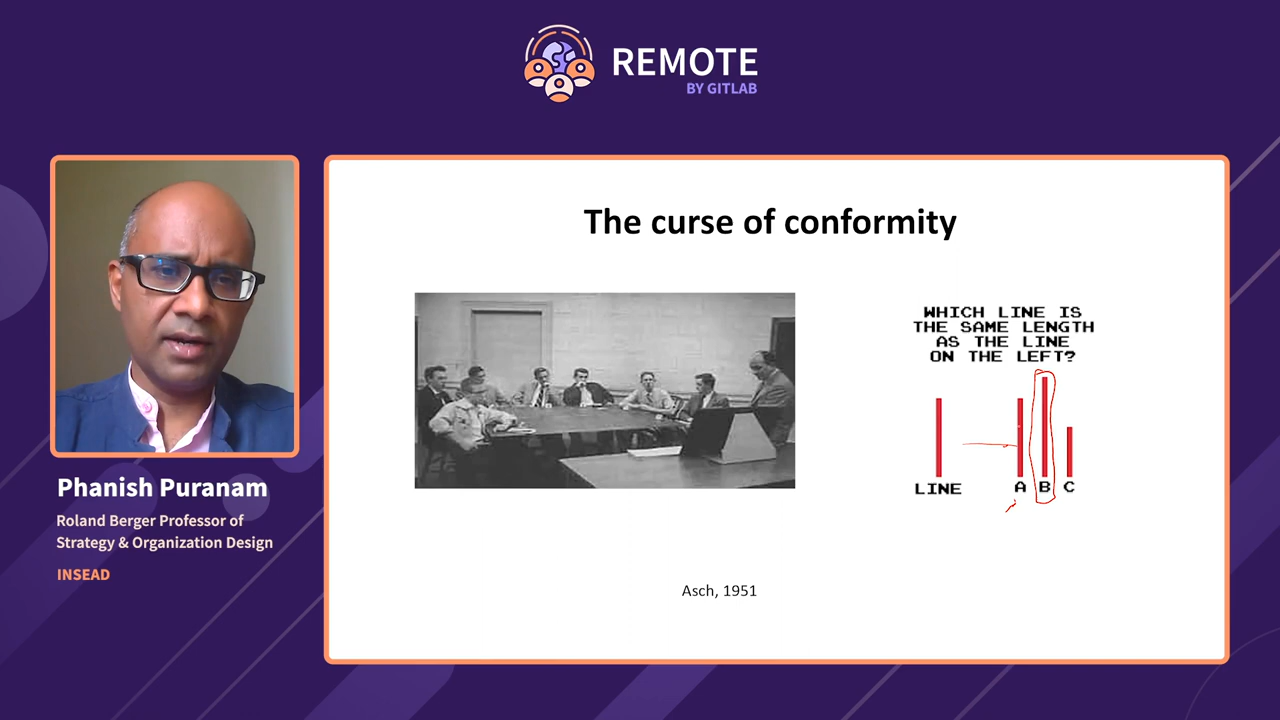 REMOTE
BY GITLAB
The curse of conformity
WHICH LINE IS
THE SAME LENGTH
AS THE LINE
ON THE LEFT?
LINE
A B C
Asch, 1951
Phanish Puranam
Roland Berger Professor of
Strategy & Organization Design
INSEAD